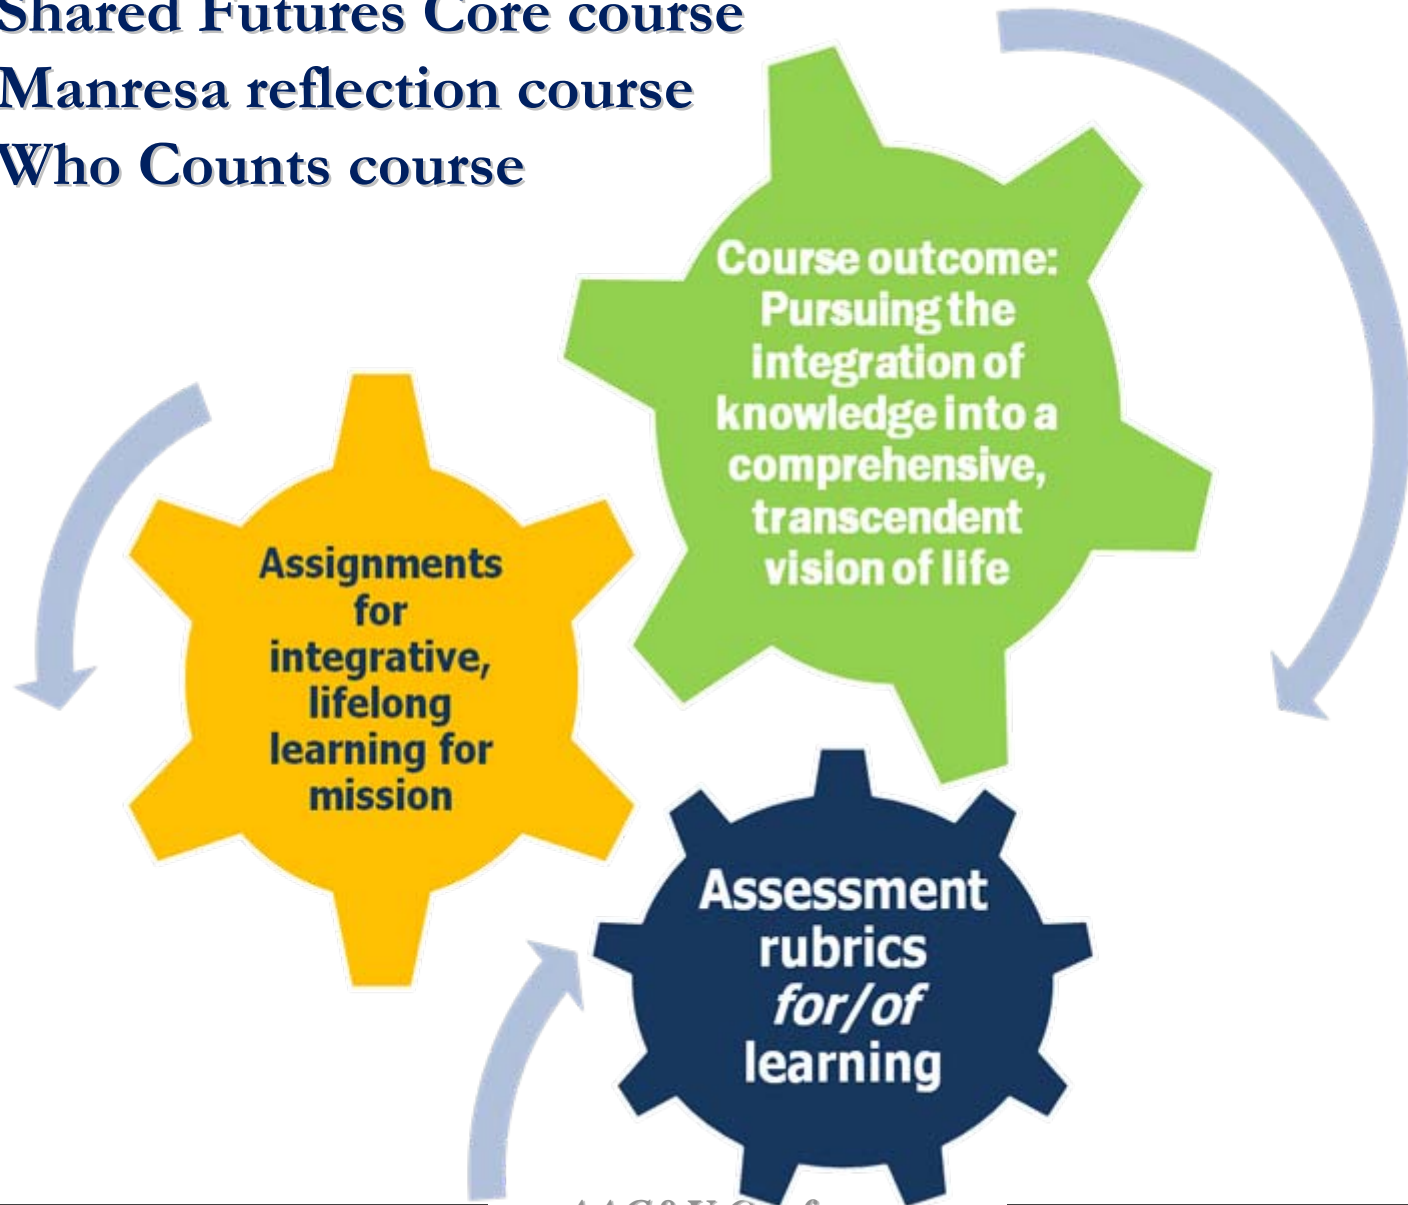 Shared Futures Core course
Manresa reflection course
Who Counts course
Course outcome:
Pursuing the
integration of
knowledge into a
comprehensive,
transcendent
vision of life
Assignments
for
integrative,
lifelong
learning for
mission
Assessment
rubrics
for/of
learning